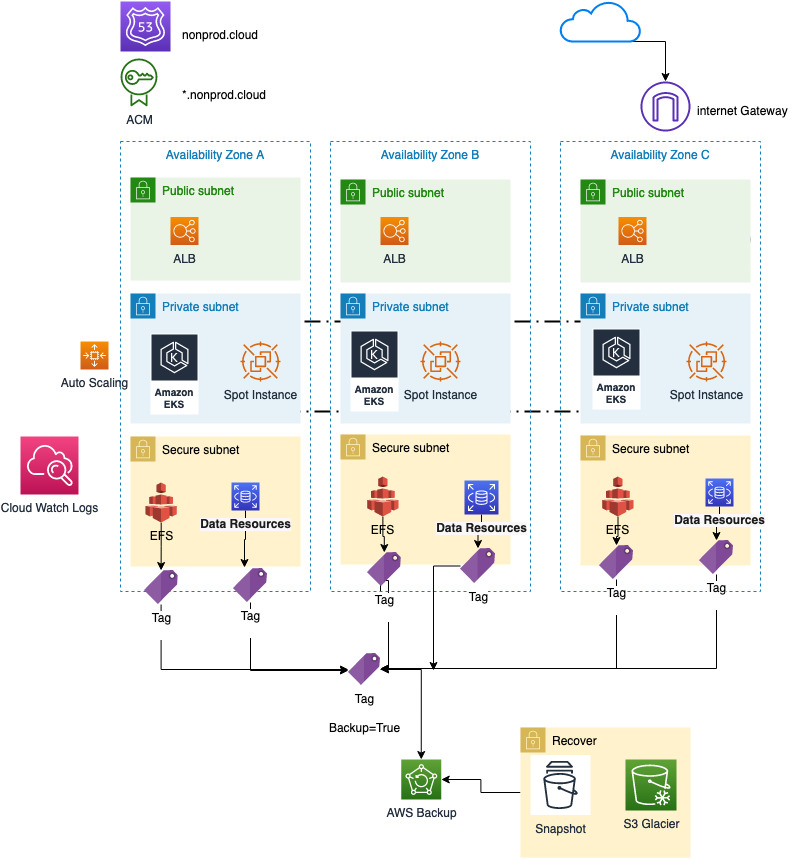 53
nonprod.cloud
*.nonprod.cloud
ACM
internet Gateway
Availability Zone A
Availability Zone B
Availability Zone C
Public subnet
Public subnet
Public subnet
ALB
ALB
ALB
Private subnet
Private subnet
Private subnet
K
K
K
Auto Scaling
Amazon
EKS
Spot Instance
Amazon
EKS
Spot Instance
Amazon
EKS
Spot Instance
Secure subnet
Secure subnet
Secure subnet
Cloud Watch Logs
EFS
Data Resources
EFS
Data Resources
EFS
Data Resources
Tag
Tag
Tag
Tag
Tag
Tag
Tag
Backup=True
AWS Backup
Recover
Snapshot
S3 Glacier